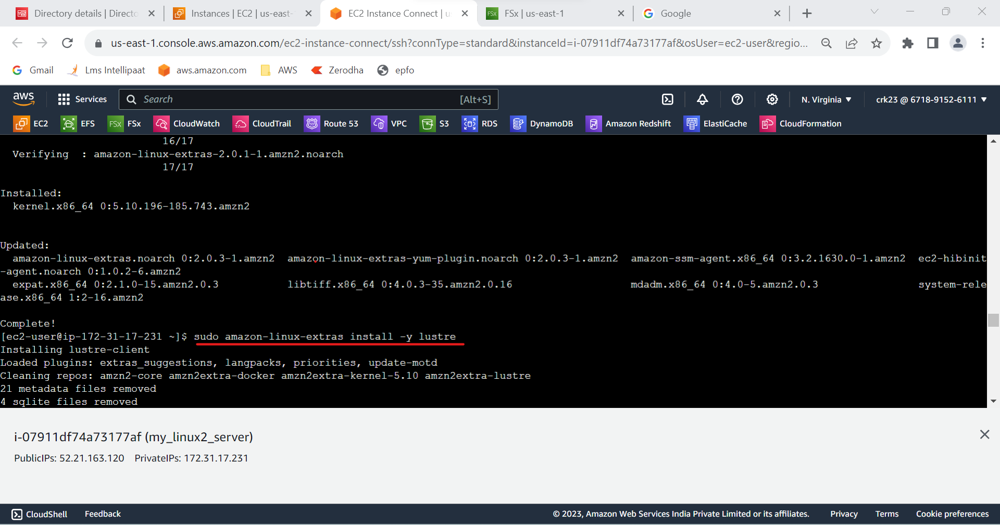 Directory details | Directo
Instances | EC2 | us-east-
EC2 Instance Connect | us
FSx | us-east-1
Google
us-east-1.console.aws.amazon.com/ec2-instance-connect/ssh?connType=standard&instanceId=i-07911df74a73177af&osUser=ec2-user&regio...
Gmail
Lms Intellipaat
aws.amazon.com
AWS
Zerodha
epfo
aws
Services
Search
[Alt+S]
N. Virginia
crk23 @ 6718-9152-6111
EC2
EFS
FSx
CloudWatch
CloudTrail
Route 53
VPC
S3
RDS
DynamoDB
Amazon Redshift
ElastiCache
CloudFormation
16/17
Verifying  : amazon-linux-extras-2.0.1-1.amzn2.noarch
17/17
Installed:
kernel.x86_64 0:5.10.196-185.743.amzn2
Updated:
amazon-linux-extras.noarch 0:2.0.3-1.amzn2  amazon-linux-extras-yum-plugin.noarch 0:2.0.3-1.amzn2  amazon-ssm-agent.x86_64 0:3.2.1630.0-1.amzn2  ec2-hibinit
-agent.noarch 0:1.0.2-6.amzn2
expat.x86_64 0:2.1.0-15.amzn2.0.3  libtiff.x86_64 0:4.0.3-35.amzn2.0.16  mdadm.x86_64 0:4.0-5.amzn2.0.3  system-rele
ase.x86_64 1:2-16.amzn2
Complete!
[ec2-user@ip-172-31-17-231 ~]$ sudo amazon-linux-extras install -y lustre
Installing lustre-client
Loaded plugins: extras_suggestions, langpacks, priorities, update-motd
Cleaning repos: amzn2-core amzn2extra-docker amzn2extra-kernel-5.10 amzn2extra-lustre
21 metadata files removed
4 sqlite files removed
i-07911df74a73177af (my_linux2_server)
PublicIPs: 52.21.163.120  PrivateIPs: 172.31.17.231
CloudShell
Feedback
© 2023, Amazon Web Services India Private Limited or its affiliates.
Privacy
Terms
Cookie preferences